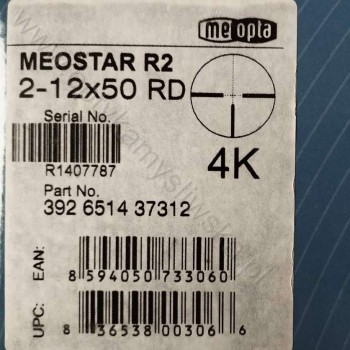 meopta
MEOSTAR R2
2-12x50 RD
Serial No.
R1407787
4K
Part No.
392 6514 37312
EAN:
8 594050 733060
UPC:
8 36538 00306 6